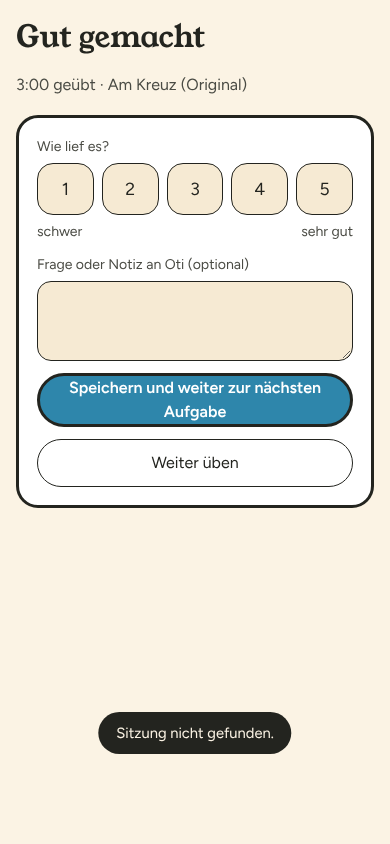 Gut gemacht
3:00 geübt · Am Kreuz (Original)
Wie lief es?
1 2 3 4 5
schwer sehr gut
Frage oder Notiz an Oti (optional)
Speichern und weiter zur nächsten
Aufgabe
Weiter üben
Sitzung nicht gefunden.